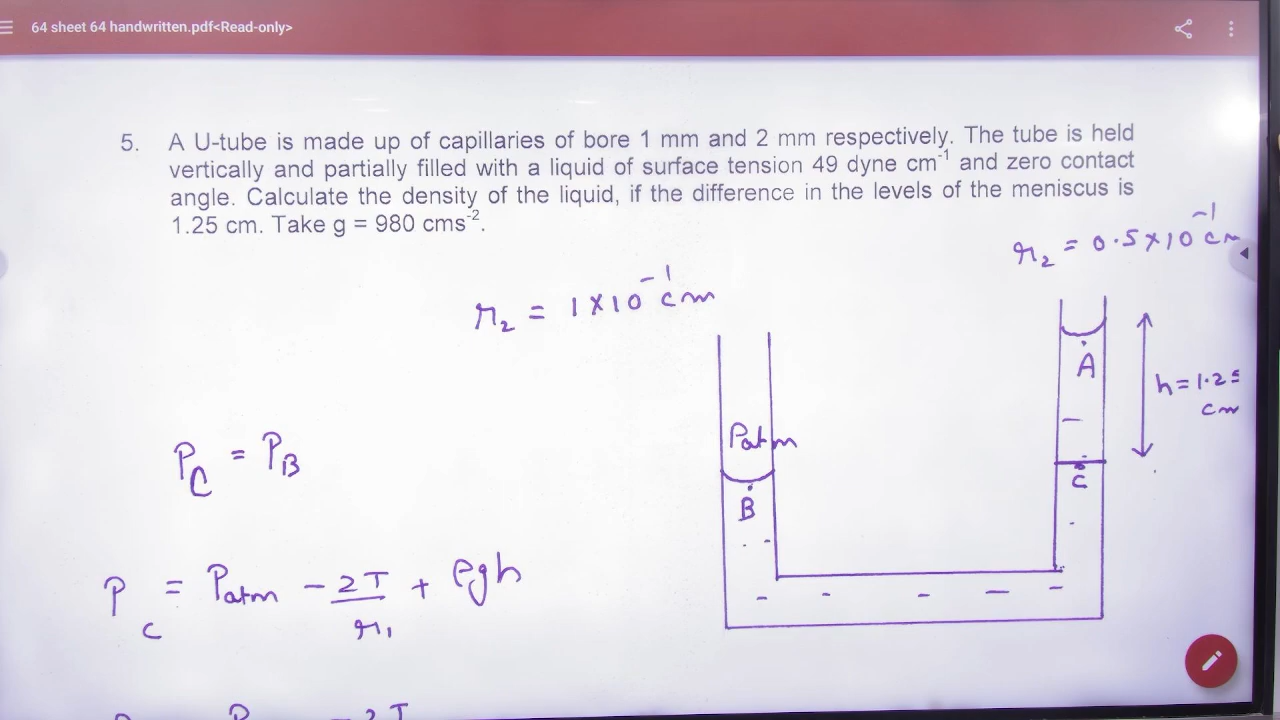 64 sheet 64 handwritten.pdf<Read-only>
5. A U-tube is made up of capillaries of bore 1 mm and 2 mm respectively. The tube is held
vertically and partially filled with a liquid of surface tension 49 dyne cm⁻¹ and zero contact
angle. Calculate the density of the liquid, if the difference in the levels of the meniscus is
1.25 cm. Take g = 980 cms⁻².
r₂ = 0.5×10⁻¹ cm
r₂ = 1×10⁻¹ cm
A
h=1.25
cm
Patm
P_C = P_B
C
B
P_C = Patm − 2T/r₁ + ρgh